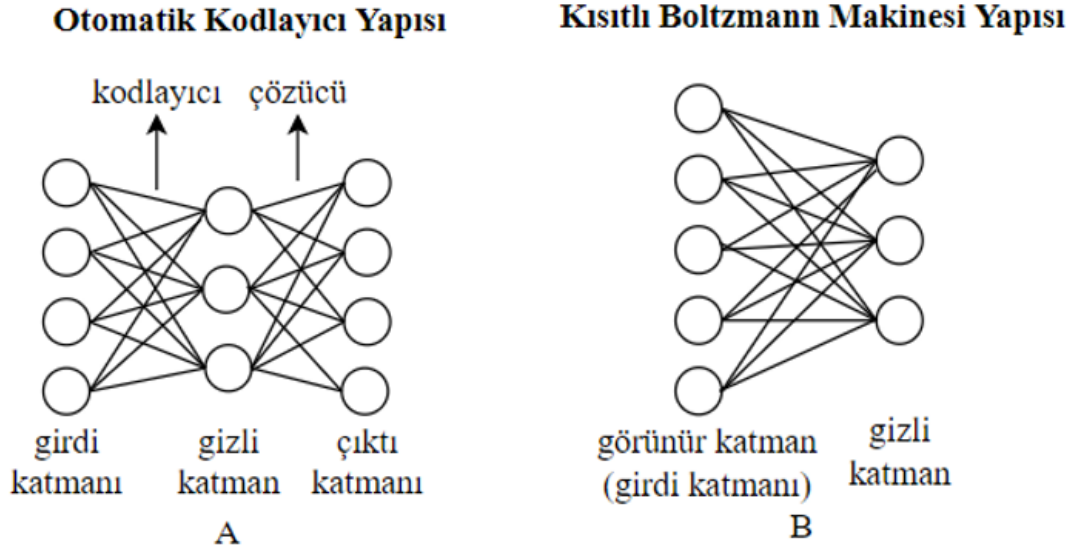 Otomatik Kodlayıcı Yapısı
kodlayıcı çözücü
girdi katmanı
gizli katman
çıktı katmanı
A
Kısıtlı Boltzmann Makinesi Yapısı
görünür katman
(girdi katmanı)
gizli katman
B